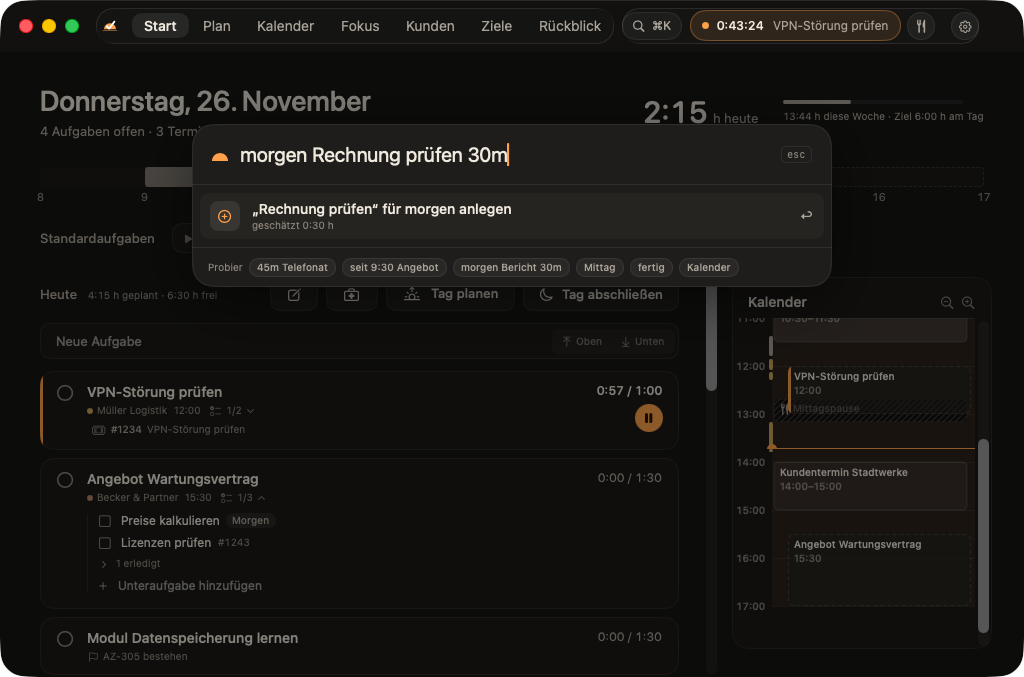 Start Plan Kalender Fokus Kunden Ziele Rückblick ⌘K 0:43:24 VPN-Störung prüfen
Donnerstag, 26. November
4 Aufgaben offen · 3
2:15 h heute
13:44 h diese Woche · Ziel 6:00 h am Tag
morgen Rechnung prüfen 30m
esc
„Rechnung prüfen“ für morgen anlegen
geschätzt 0:30 h
Probier 45m Telefonat seit 9:30 Angebot morgen Bericht 30m Mittag fertig Kalender
8 9 16 17
Standardaufgaben
Heute 4:15 h geplant · 6:30 h frei
Tag planen Tag abschließen
Neue Aufgabe Oben Unten
VPN-Störung prüfen 0:57 / 1:00
Müller Logistik 12:00 1/2
#1234 VPN-Störung prüfen
Angebot Wartungsvertrag 0:00 / 1:30
Becker & Partner 15:30 1/3
Preise kalkulieren Morgen
Lizenzen prüfen #1243
1 erledigt
+ Unteraufgabe hinzufügen
Modul Datenspeicherung lernen 0:00 / 1:30
AZ-305 bestehen
Kalender
11:00
10:30–11:30
12:00
VPN-Störung prüfen
12:00
Mittagspause
13:00
14:00
Kundentermin Stadtwerke
14:00–15:00
15:00
Angebot Wartungsvertrag
15:30
16:00
17:00